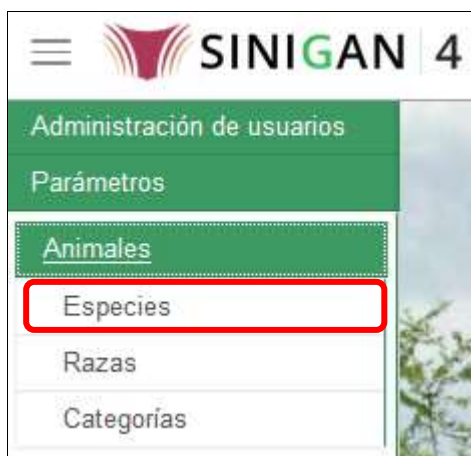 SINIGAN 4
Administración de usuarios
Parámetros
Animales
Especies
Razas
Categorías